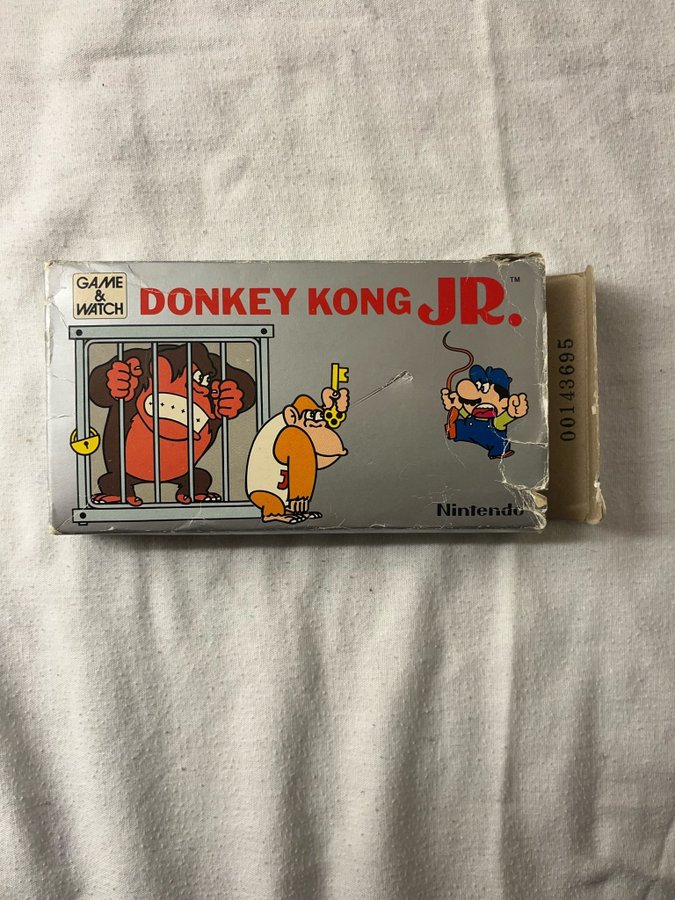 GAME
&
WATCH
DONKEY KONG JR.™
J
Nintendo
00143695